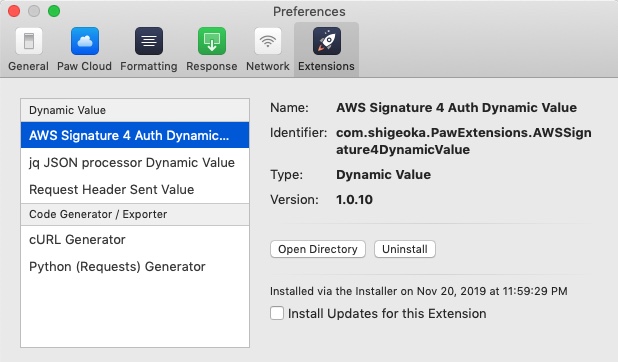 Preferences
General Paw Cloud Formatting Response Network Extensions
Dynamic Value
AWS Signature 4 Auth Dynamic...
jq JSON processor Dynamic Value
Request Header Sent Value
Code Generator / Exporter
cURL Generator
Python (Requests) Generator
Name: AWS Signature 4 Auth Dynamic Value
Identifier: com.shigeoka.PawExtensions.AWSSign
ature4DynamicValue
Type: Dynamic Value
Version: 1.0.10
Open Directory Uninstall
Installed via the Installer on Nov 20, 2019 at 11:59:29 PM
Install Updates for this Extension